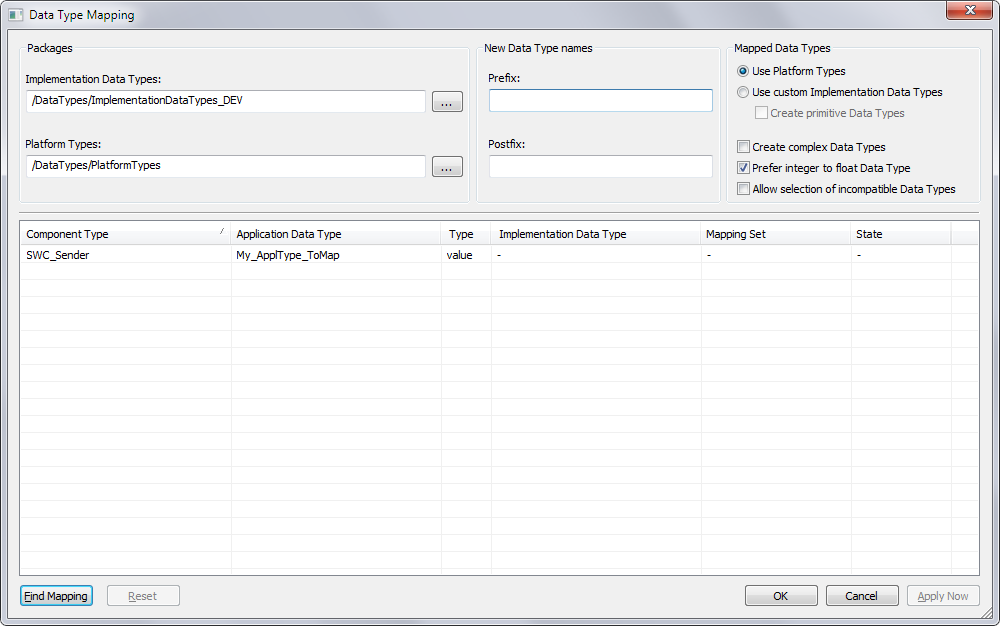 Data Type Mapping
Packages
Implementation Data Types:
/DataTypes/ImplementationDataTypes_DEV
...
Platform Types:
/DataTypes/PlatformTypes
...
New Data Type names
Prefix:
Postfix:
Mapped Data Types
Use Platform Types
Use custom Implementation Data Types
Create primitive Data Types
Create complex Data Types
Prefer integer to float Data Type
Allow selection of incompatible Data Types
Component Type Application Data Type Type Implementation Data Type Mapping Set State
SWC_Sender My_ApplType_ToMap value - - -
Find Mapping Reset OK Cancel Apply Now